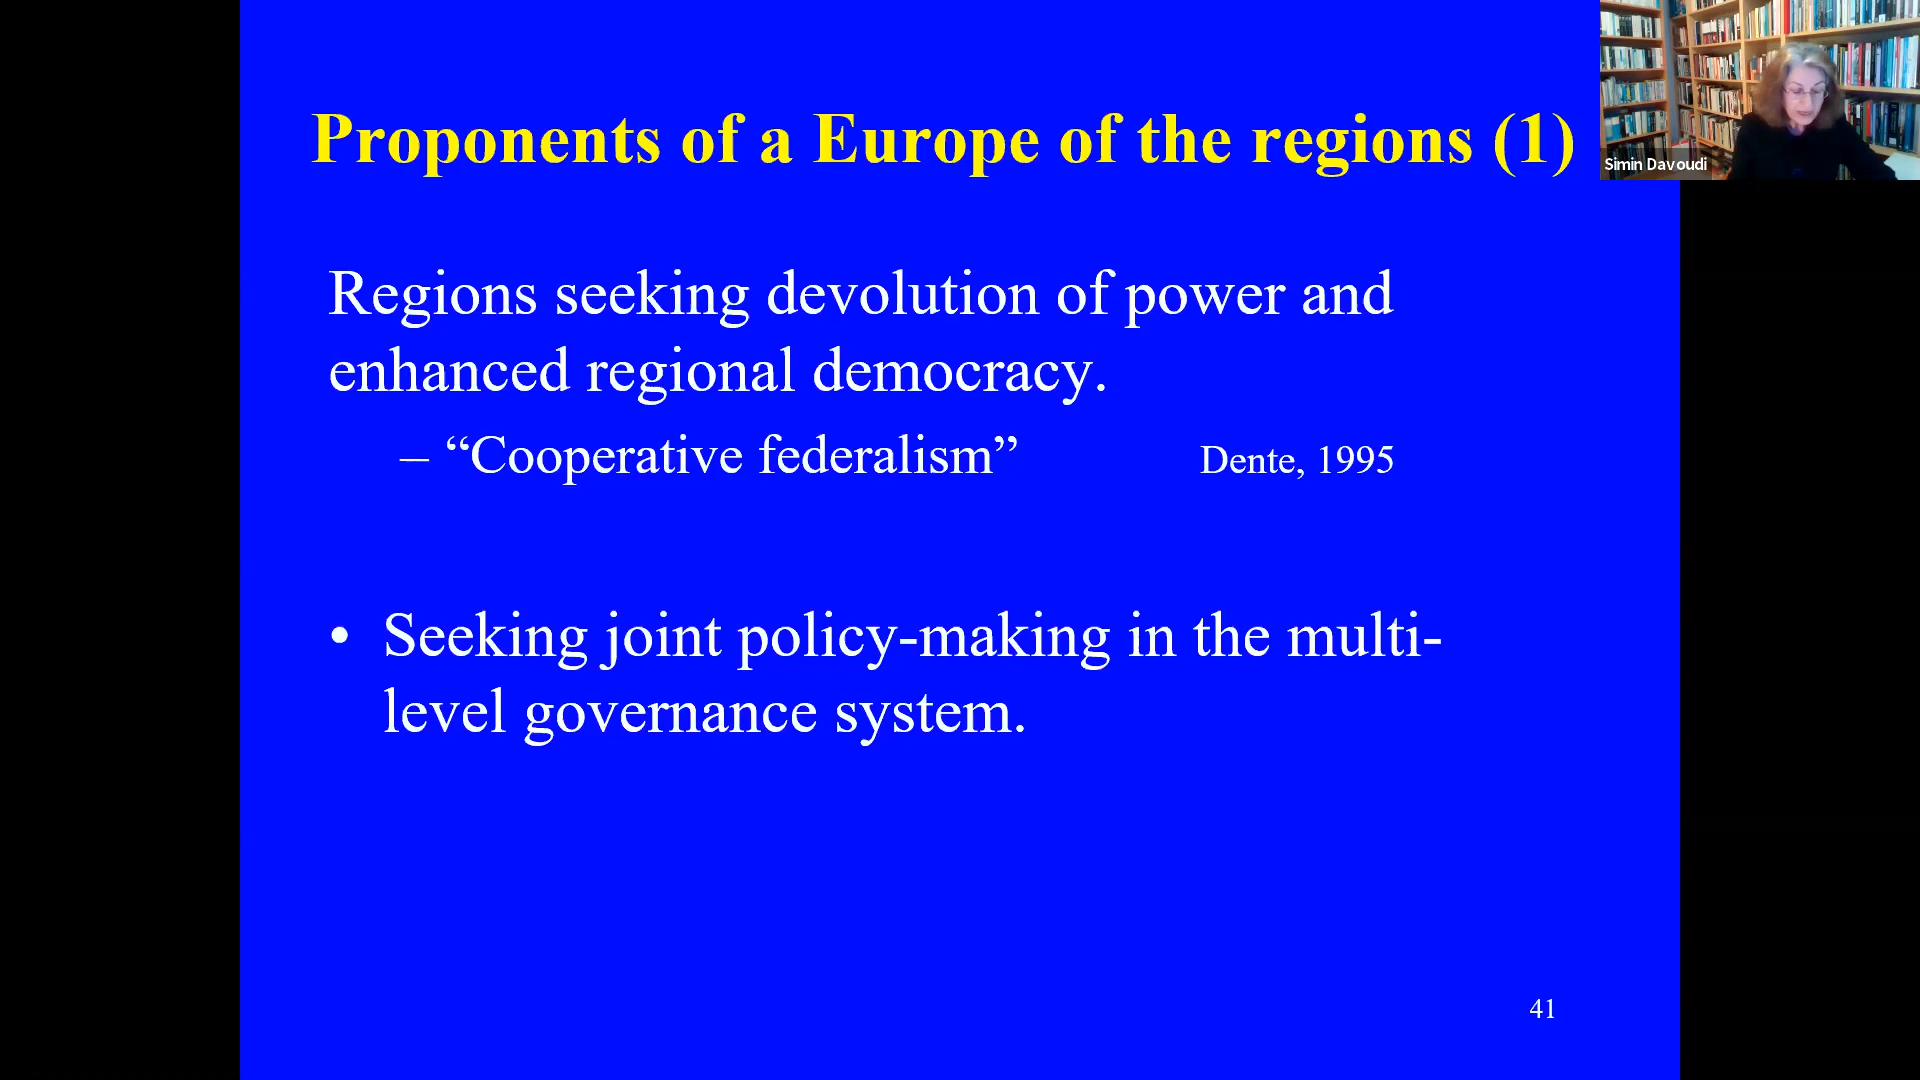 Proponents of a Europe of the regions (1)
Simin Davoudi
Regions seeking devolution of power and
enhanced regional democracy.
– “Cooperative federalism” Dente, 1995
• Seeking joint policy-making in the multi-
level governance system.
41